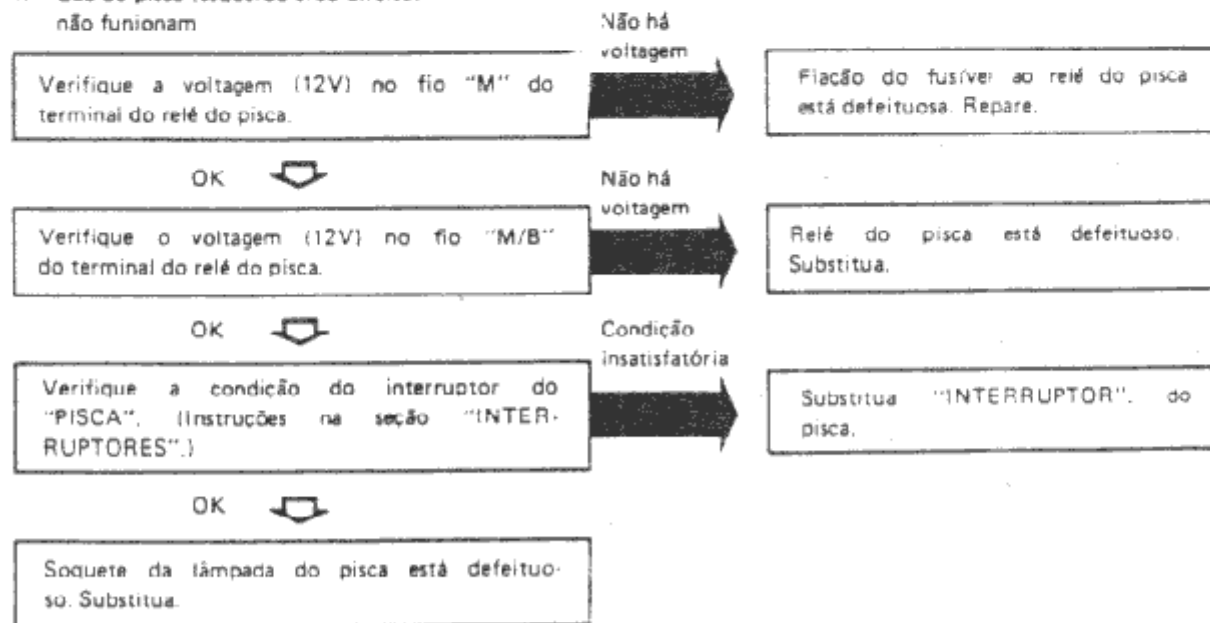 não funionam
Não há
voltagem
Verifique a voltagem (12V) no fio "M" do
terminal do relé do pisca.
Fiação do fusível ao relé do pisca
está defeituosa. Repare.
OK
Não há
voltagem
Verifique o voltagem (12V) no fio "M/B"
do terminal do relé do pisca.
Relé do pisca está defeituoso.
Substitua.
OK
Condição
insatisfatória
Verifique a condição do interruptor do
"PISCA". (Instruções na seção "INTER-
RUPTORES".)
Substitua "INTERRUPTOR". do
pisca.
OK
Soquete da lâmpada do pisca está defeituo-
so. Substitua.